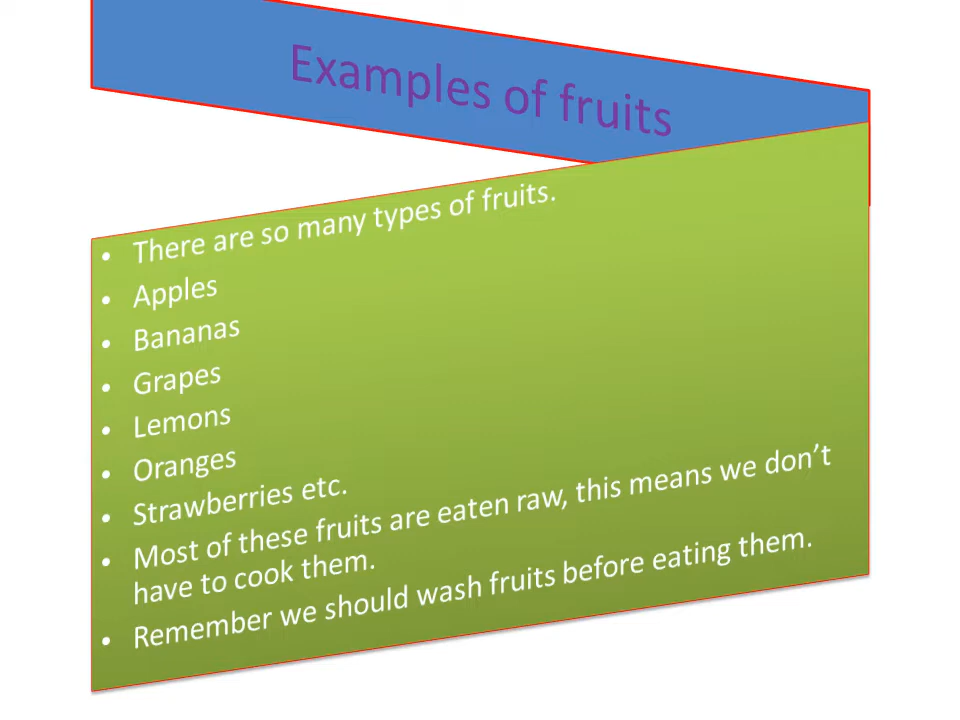 Examples of fruits
• There are so many types of fruits.
• Apples
• Bananas
• Grapes
• Lemons
• Oranges
• Strawberries etc.
• Most of these fruits are eaten raw, this means we don’t
have to cook them.
• Remember we should wash fruits before eating them.